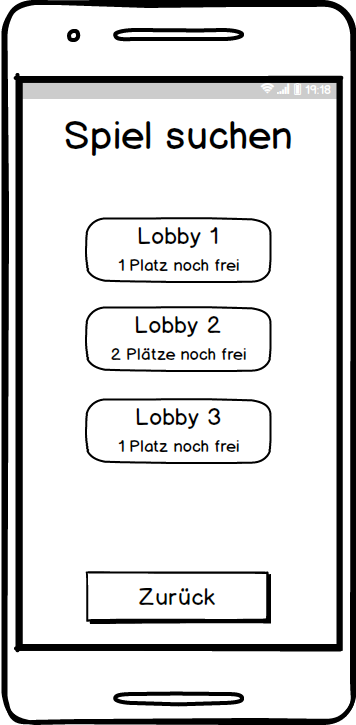 19:18
Spiel suchen
Lobby 1
1 Platz noch frei
Lobby 2
2 Plätze noch frei
Lobby 3
1 Platz noch frei
Zurück